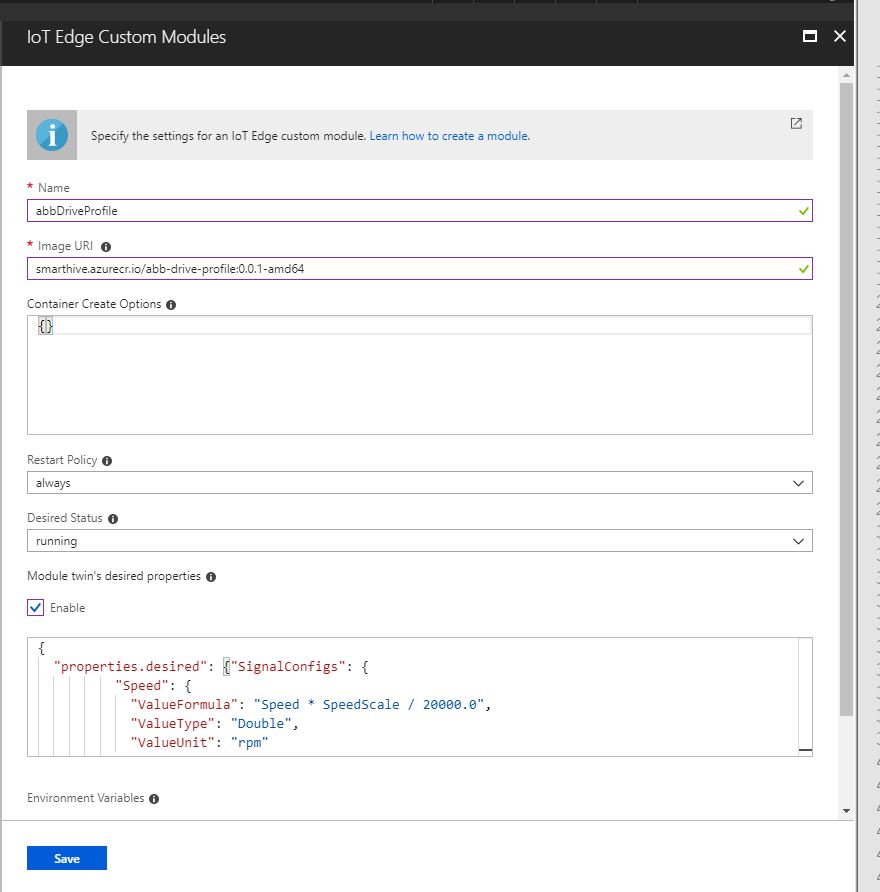 IoT Edge Custom Modules
Specify the settings for an IoT Edge custom module. Learn how to create a module.
* Name
abbDriveProfile
* Image URI
smarthive.azurecr.io/abb-drive-profile:0.0.1-amd64
Container Create Options
{}
Restart Policy
always
Desired Status
running
Module twin's desired properties
Enable
{
"properties.desired": {"SignalConfigs": {
"Speed": {
"ValueFormula": "Speed * SpeedScale / 20000.0",
"ValueType": "Double",
"ValueUnit": "rpm"
Environment Variables
Save